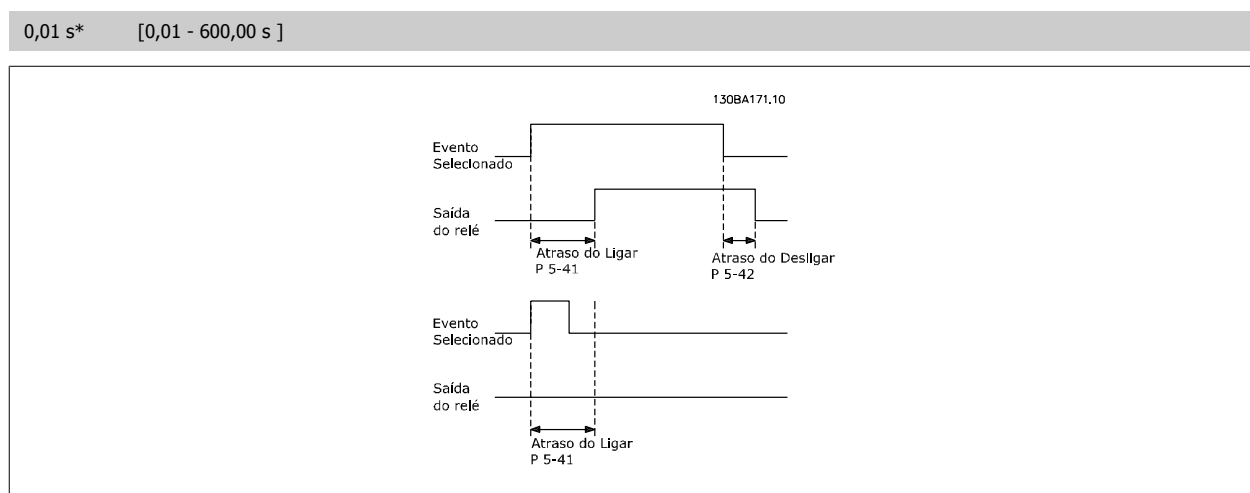 0,01 s* [0,01 - 600,00 s ]
130BA171.10
Evento
Selecionado
Saída
do relé
Atraso do Ligar
P 5-41
Atraso do Desligar
P 5-42
Evento
Selecionado
Saída
do relé
Atraso do Ligar
P 5-41